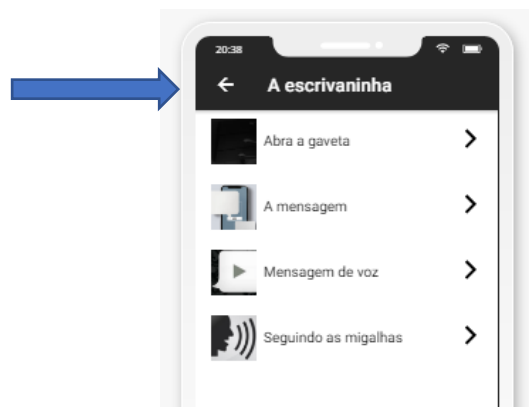 20:38
A escrivaninha
Abra a gaveta
A mensagem
Mensagem de voz
Seguindo as migalhas